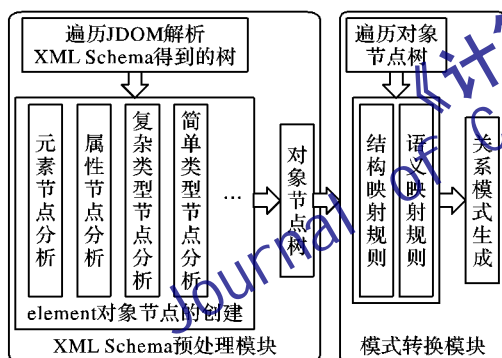 遍历JDOM解析
XML Schema得到的树
元素节点分析
属性节点分析
复杂类型节点分析
简单类型节点分析
…
element对象节点的创建
对象节点树
XML Schema预处理模块
遍历对象
节点树
结构映射规则
语义映射规则
关系模式生成
模式转换模块
《计
Journal of C